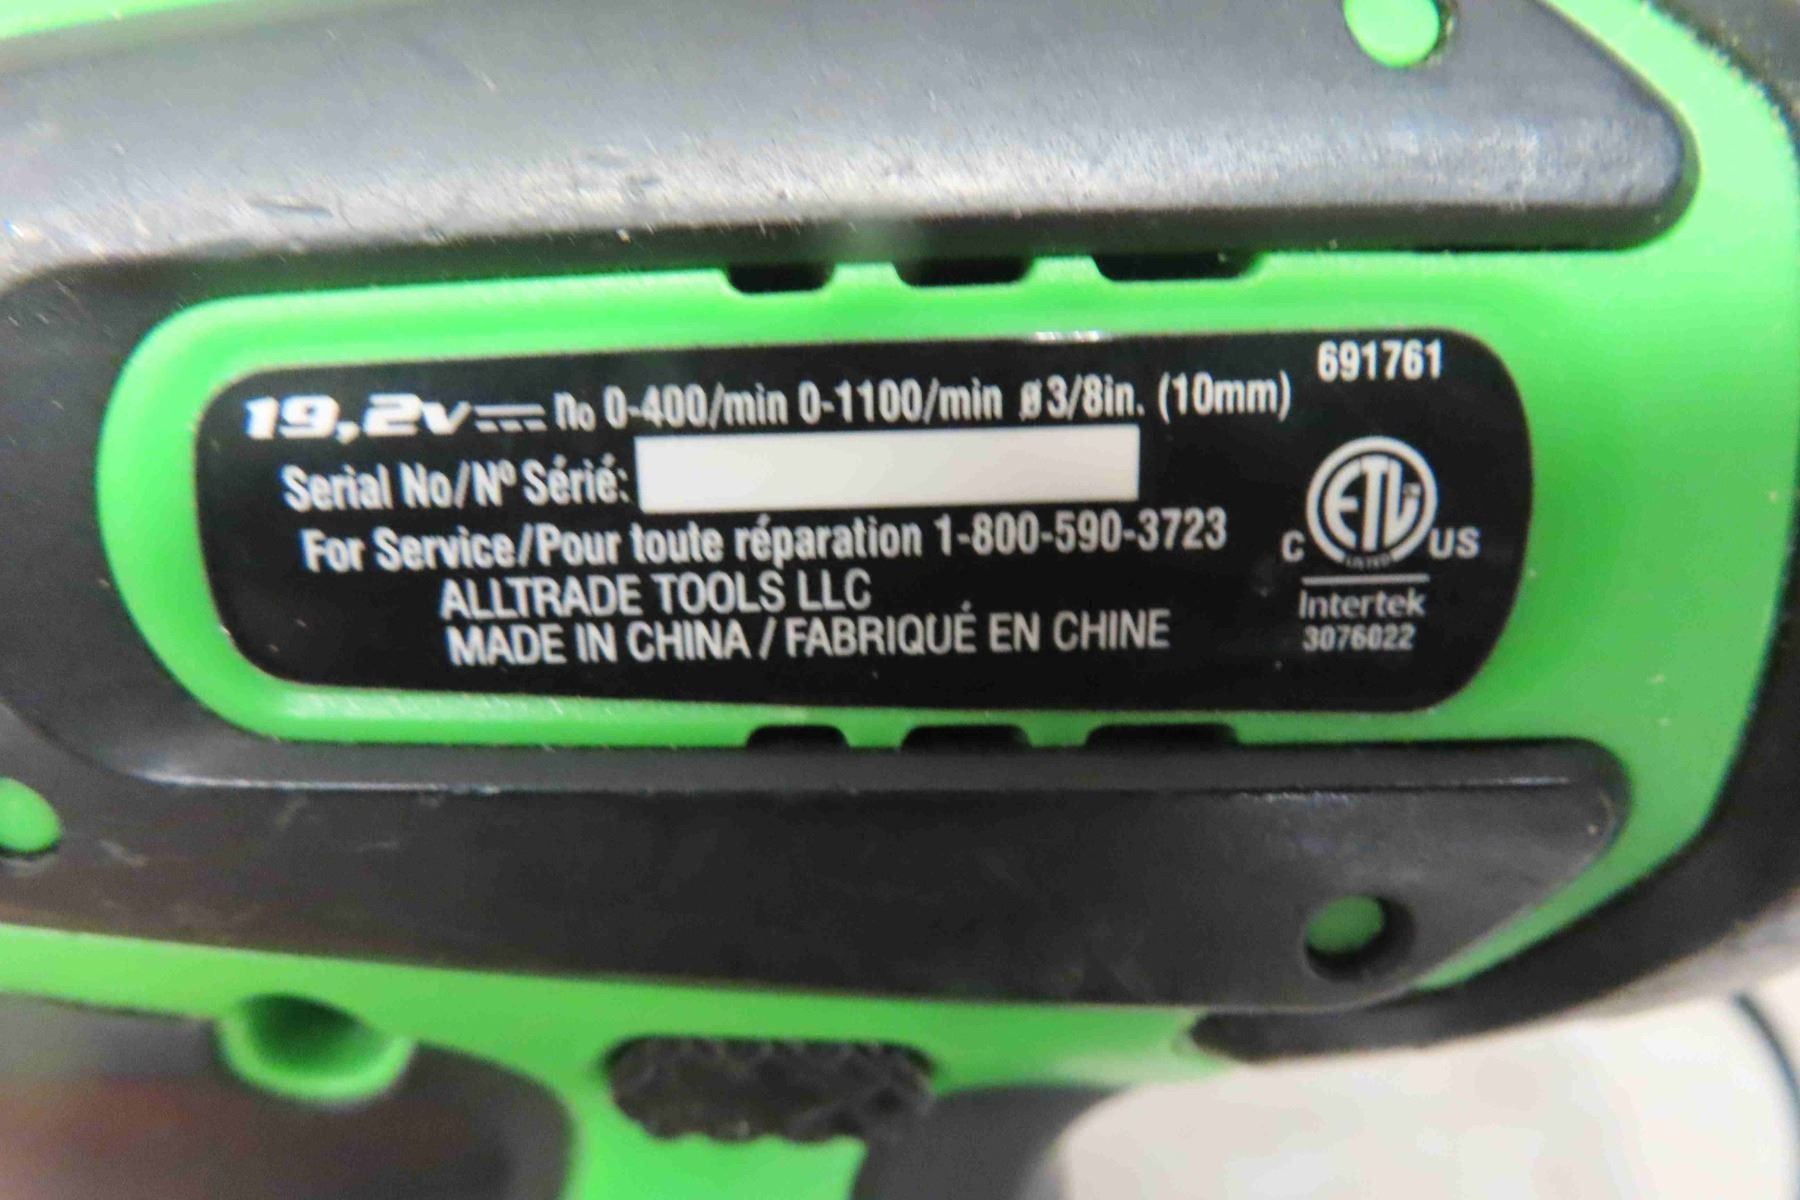 691761
19,2v⎓ no 0-400/min 0-1100/min ø3/8in. (10mm)
Serial No/Nº Série:
For Service/Pour toute réparation 1-800-590-3723
ALLTRADE TOOLS LLC
MADE IN CHINA / FABRIQUÉ EN CHINE
C ETL US
LISTED
Intertek
3076022